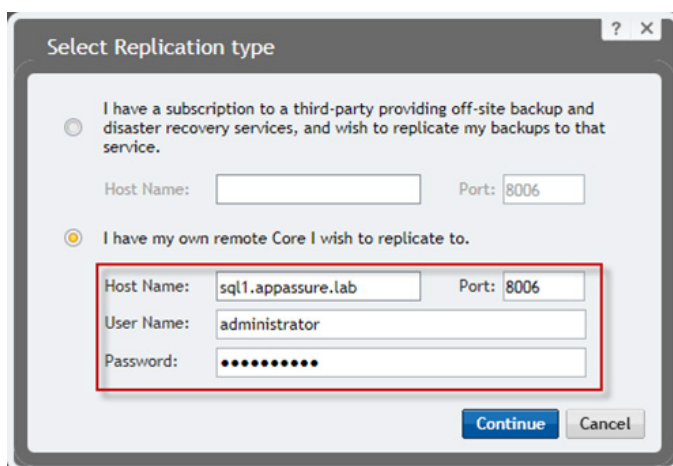 ? X
Select Replication type
I have a subscription to a third-party providing off-site backup and
disaster recovery services, and wish to replicate my backups to that
service.
Host Name: Port: 8006
I have my own remote Core I wish to replicate to.
Host Name: sql1.appassure.lab Port: 8006
User Name: administrator
Password: ••••••••••
Continue Cancel